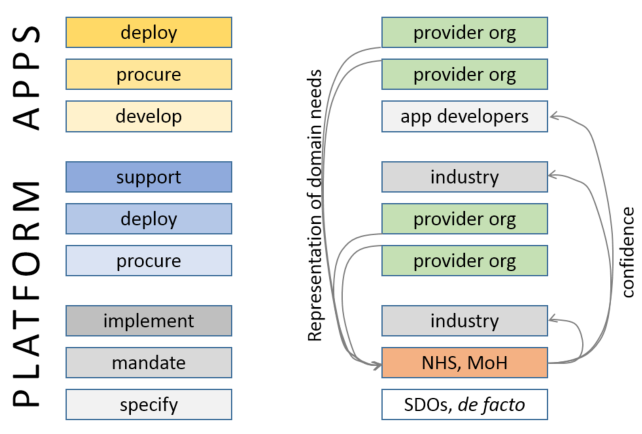 APPS
deploy
provider org
procure
provider org
develop
app developers
PLATFORM
support
industry
deploy
provider org
procure
provider org
implement
industry
mandate
NHS, MoH
specify
SDOs, de facto
Representation of domain needs
confidence